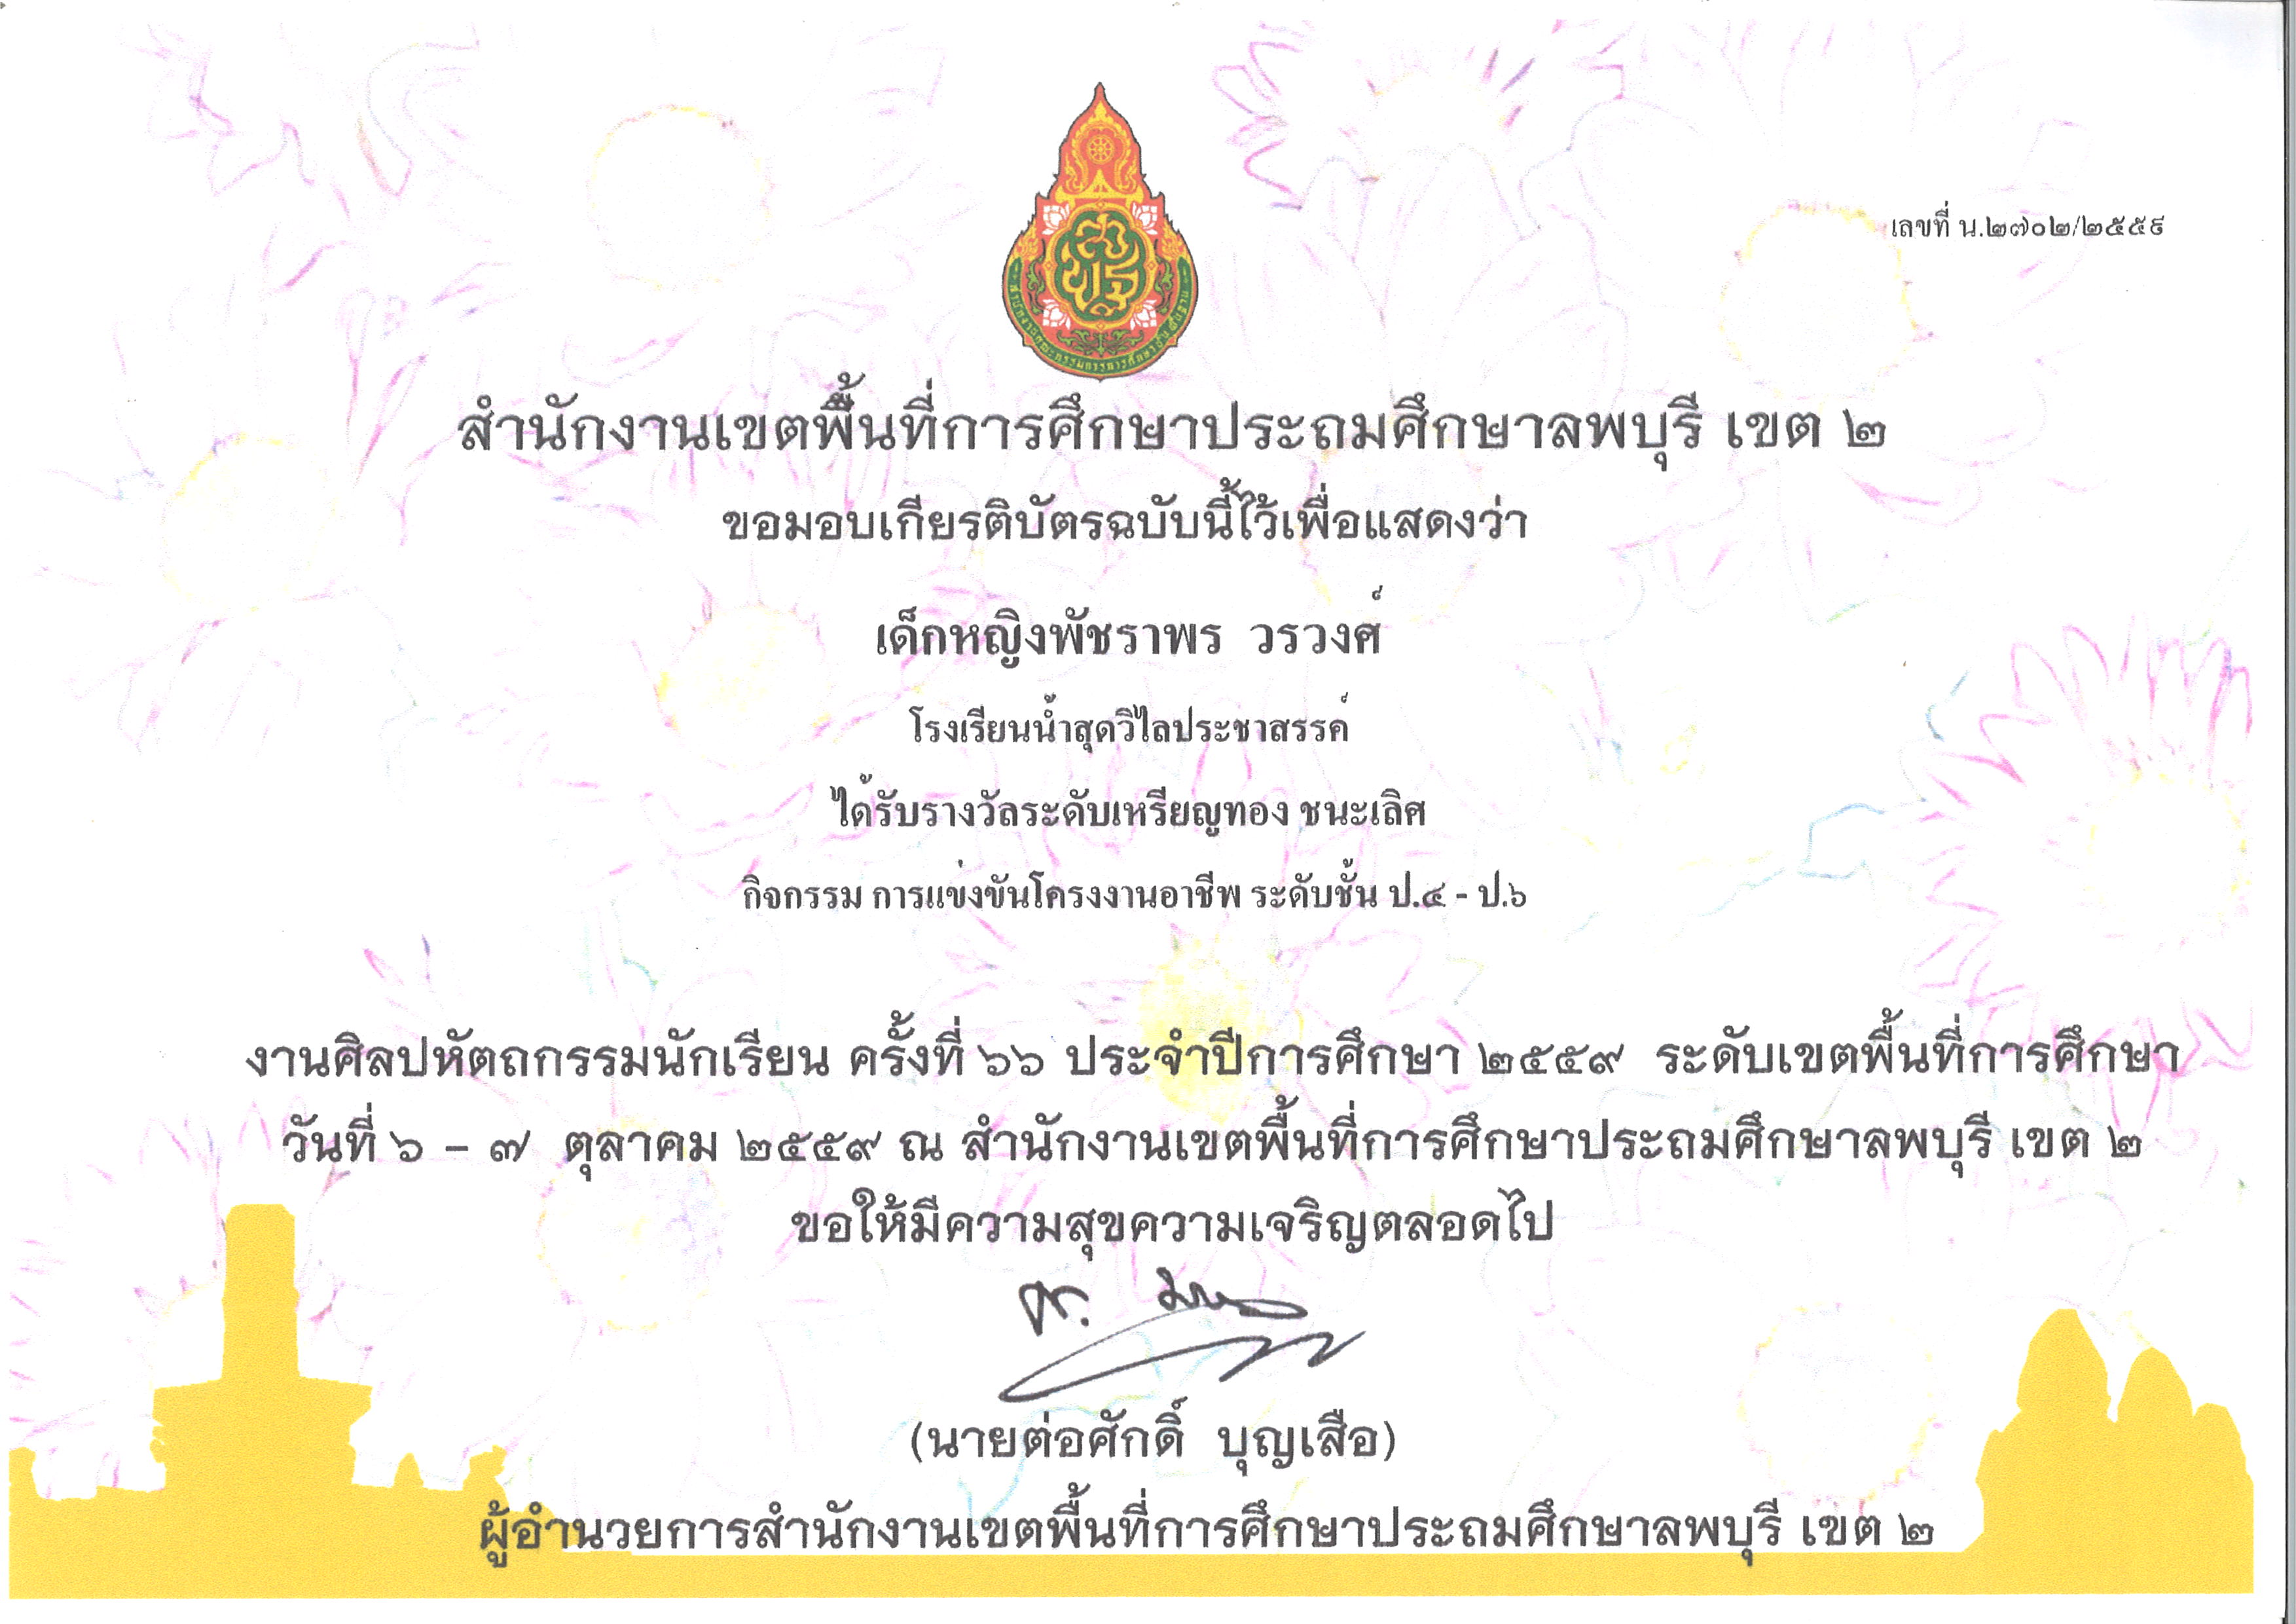 เลขที่ น.๒๗๐๒/๒๕๕๙
สำนักงานเขตพื้นที่การศึกษาประถมศึกษาลพบุรี เขต ๒
ขอมอบเกียรติบัตรฉบับนี้ไว้เพื่อแสดงว่า
เด็กหญิงพัชราพร วรวงศ์
โรงเรียนน้ำสุดวิไลประชาสรรค์
ได้รับรางวัลระดับเหรียญทอง ชนะเลิศ
กิจกรรม การแข่งขันโครงงานอาชีพ ระดับชั้น ป.๔ - ป.๖
งานศิลปหัตถกรรมนักเรียน ครั้งที่ ๖๖ ประจำปีการศึกษา ๒๕๕๙ ระดับเขตพื้นที่การศึกษา
วันที่ ๖ – ๗ ตุลาคม ๒๕๕๙ ณ สำนักงานเขตพื้นที่การศึกษาประถมศึกษาลพบุรี เขต ๒
ขอให้มีความสุขความเจริญตลอดไป
(นายต่อศักดิ์ บุญเสือ)
ผู้อำนวยการสำนักงานเขตพื้นที่การศึกษาประถมศึกษาลพบุรี เขต ๒